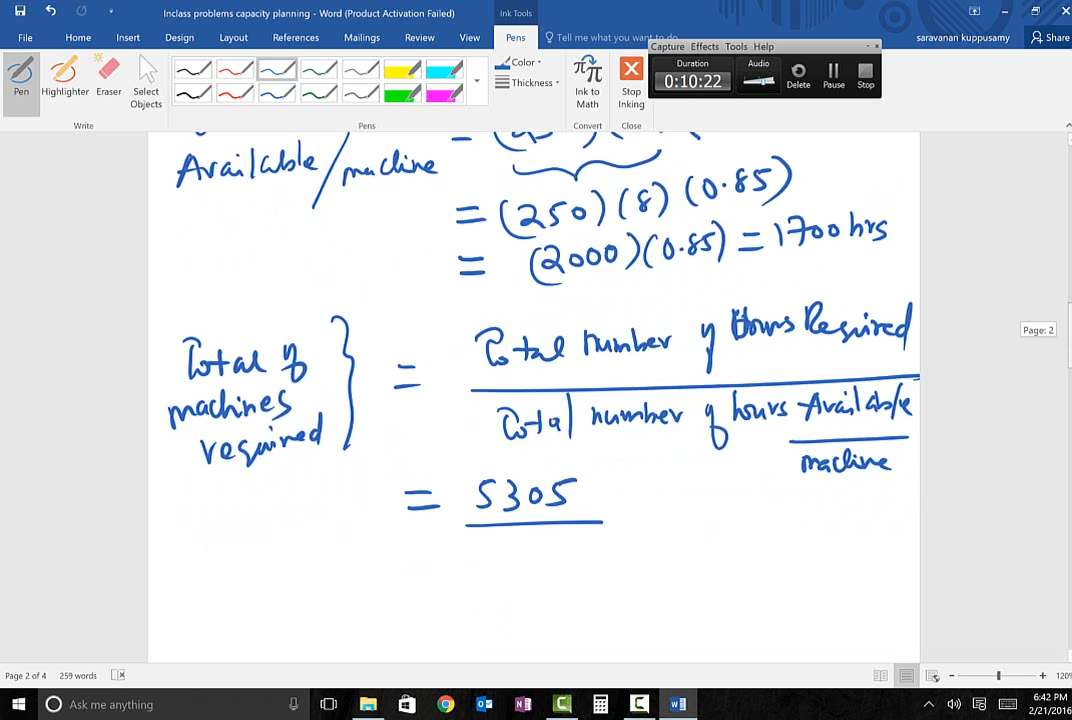 Inclass problems capacity planning - Word (Product Activation Failed)
Ink Tools
File Home Insert Design Layout References Mailings Review View Pens Tell me what you want to do
saravanan kuppusamy Share
Capture Effects Tools Help
Duration Audio
0:10:22 Delete Pause Stop
Pen Highlighter Eraser Select Objects
Color
Thickness
Ink to Math
Stop Inking
Write Pens Convert Close
Available/machine
= (250) (8) (0.85)
= (2000)(0.85) = 1700 hrs
Page: 2
Total of machines required } = Total number of Hours Required
Total number of hours Available
machine
= 5305
Page 2 of 4 259 words
120%
Ask me anything
6:42 PM
2/21/2016